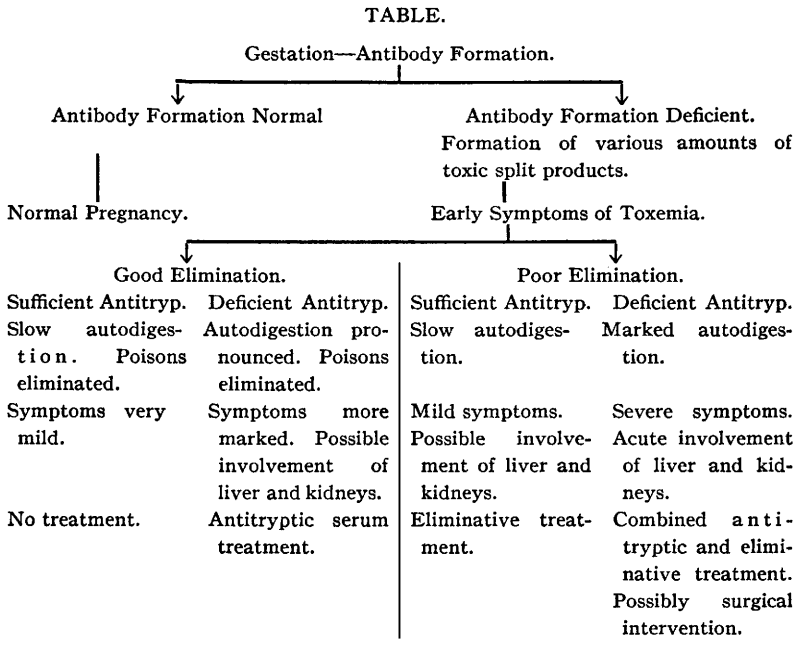 TABLE.
Gestation—Antibody Formation.
Antibody Formation Normal
Antibody Formation Deficient.
Formation of various amounts of
toxic split products.
Normal Pregnancy.
Early Symptoms of Toxemia.
Good Elimination.
Sufficient Antitryp.
Slow autodiges-
tion. Poisons
eliminated.
Symptoms very
mild.
No treatment.
Deficient Antitryp.
Autodigestion pro-
nounced. Poisons
eliminated.
Symptoms more
marked. Possible
involvement of
liver and kidneys.
Antitryptic serum
treatment.
Poor Elimination.
Sufficient Antitryp.
Slow autodiges-
tion.
Mild symptoms.
Possible involve-
ment of liver and
kidneys.
Eliminative treat-
ment.
Deficient Antitryp.
Marked autodiges-
tion.
Severe symptoms.
Acute involvement
of liver and kid-
neys.
Combined anti-
tryptic and elimi-
native treatment.
Possibly surgical
intervention.